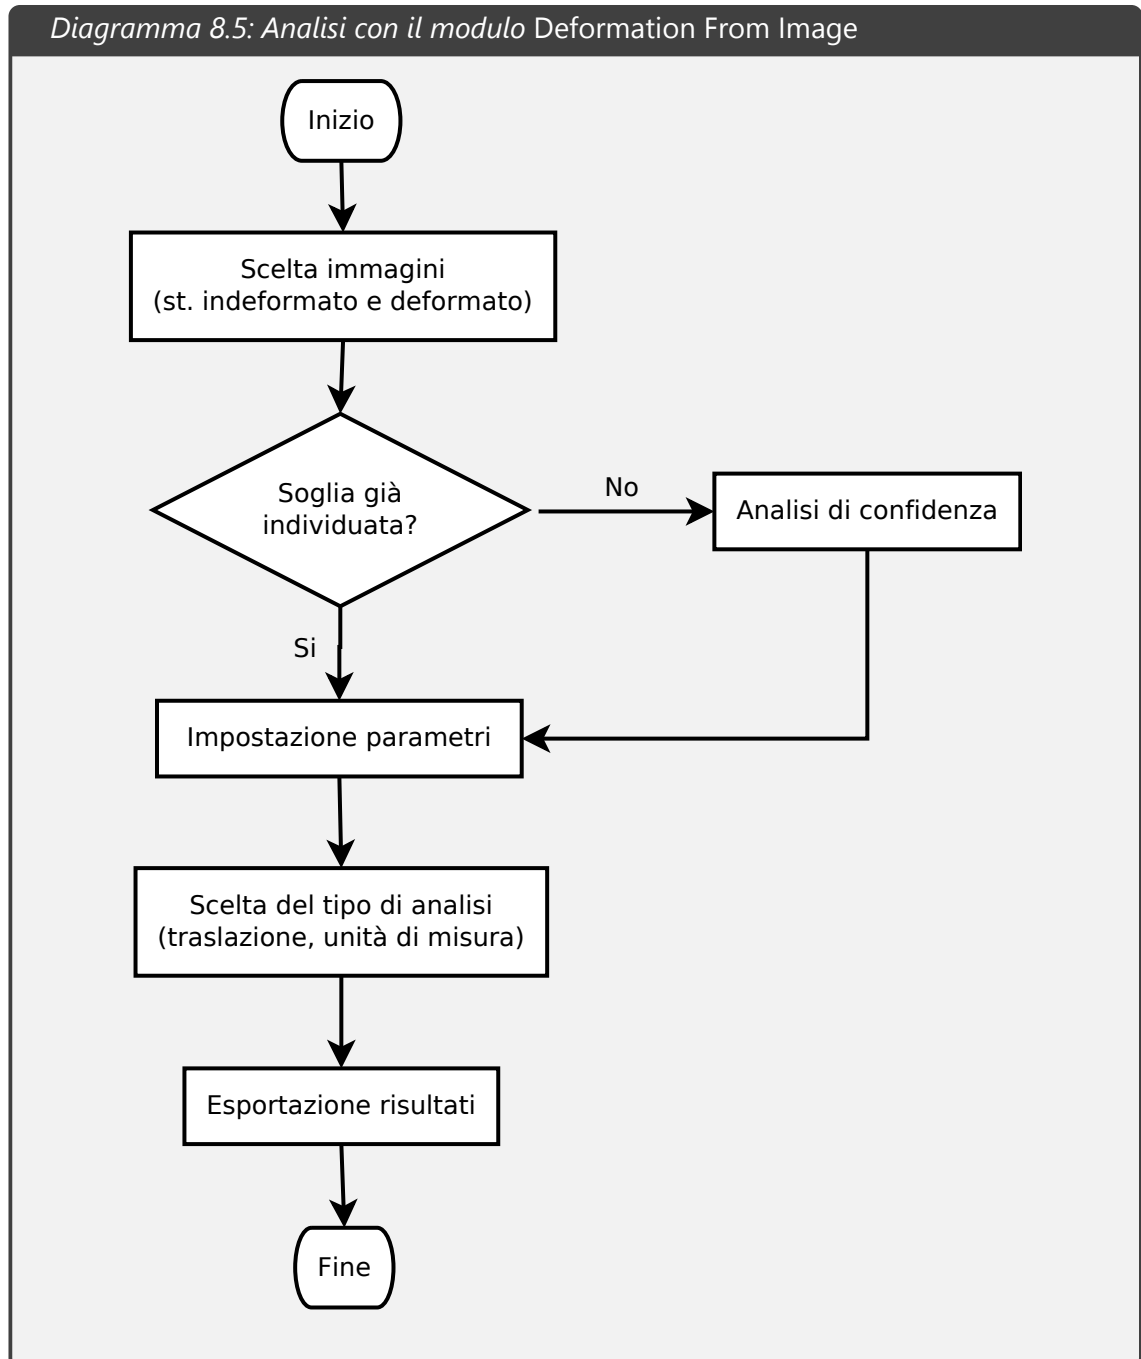 Diagramma 8.5: Analisi con il modulo Deformation From Image
Inizio
Scelta immagini
(st. indeformato e deformato)
Soglia già
individuata?
No
Analisi di confidenza
Si
Impostazione parametri
Scelta del tipo di analisi
(traslazione, unità di misura)
Esportazione risultati
Fine